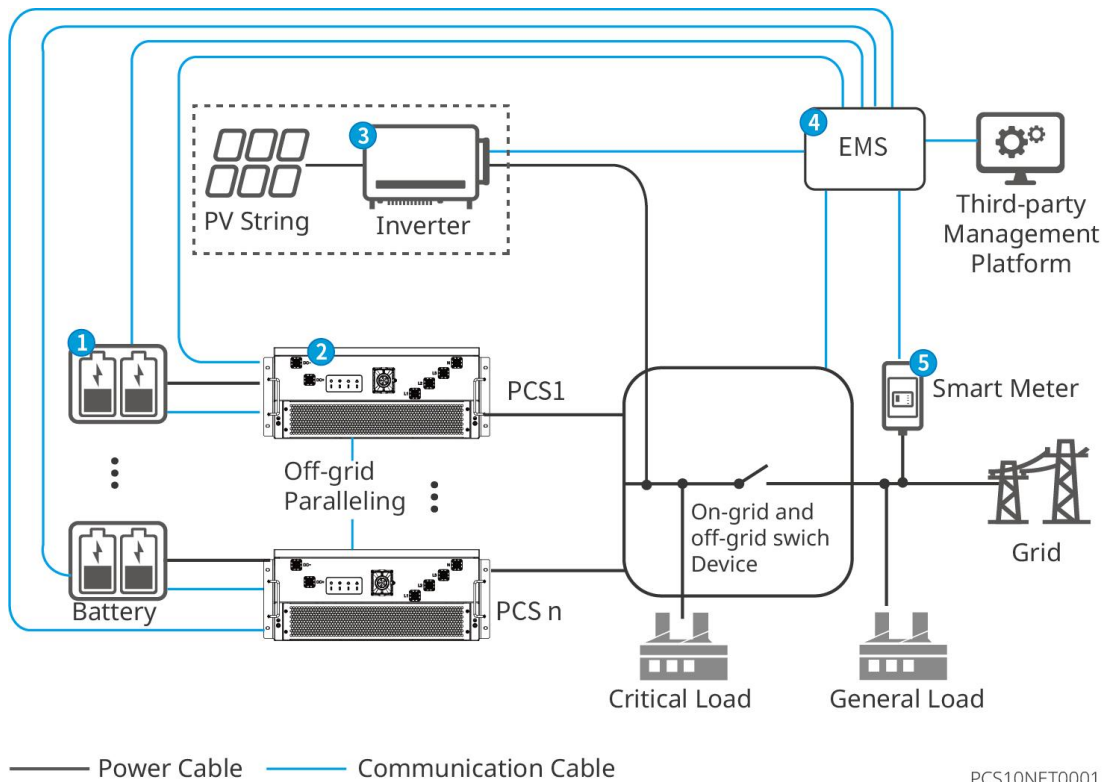 3
4
EMS
PV String
Inverter
Third-party
Management
Platform
1
2
PCS1
5
Smart Meter
Off-grid
Paralleling
On-grid and
off-grid swich
Device
Grid
Battery
PCS n
Critical Load
General Load
Power Cable
Communication Cable
PCS10NET0001